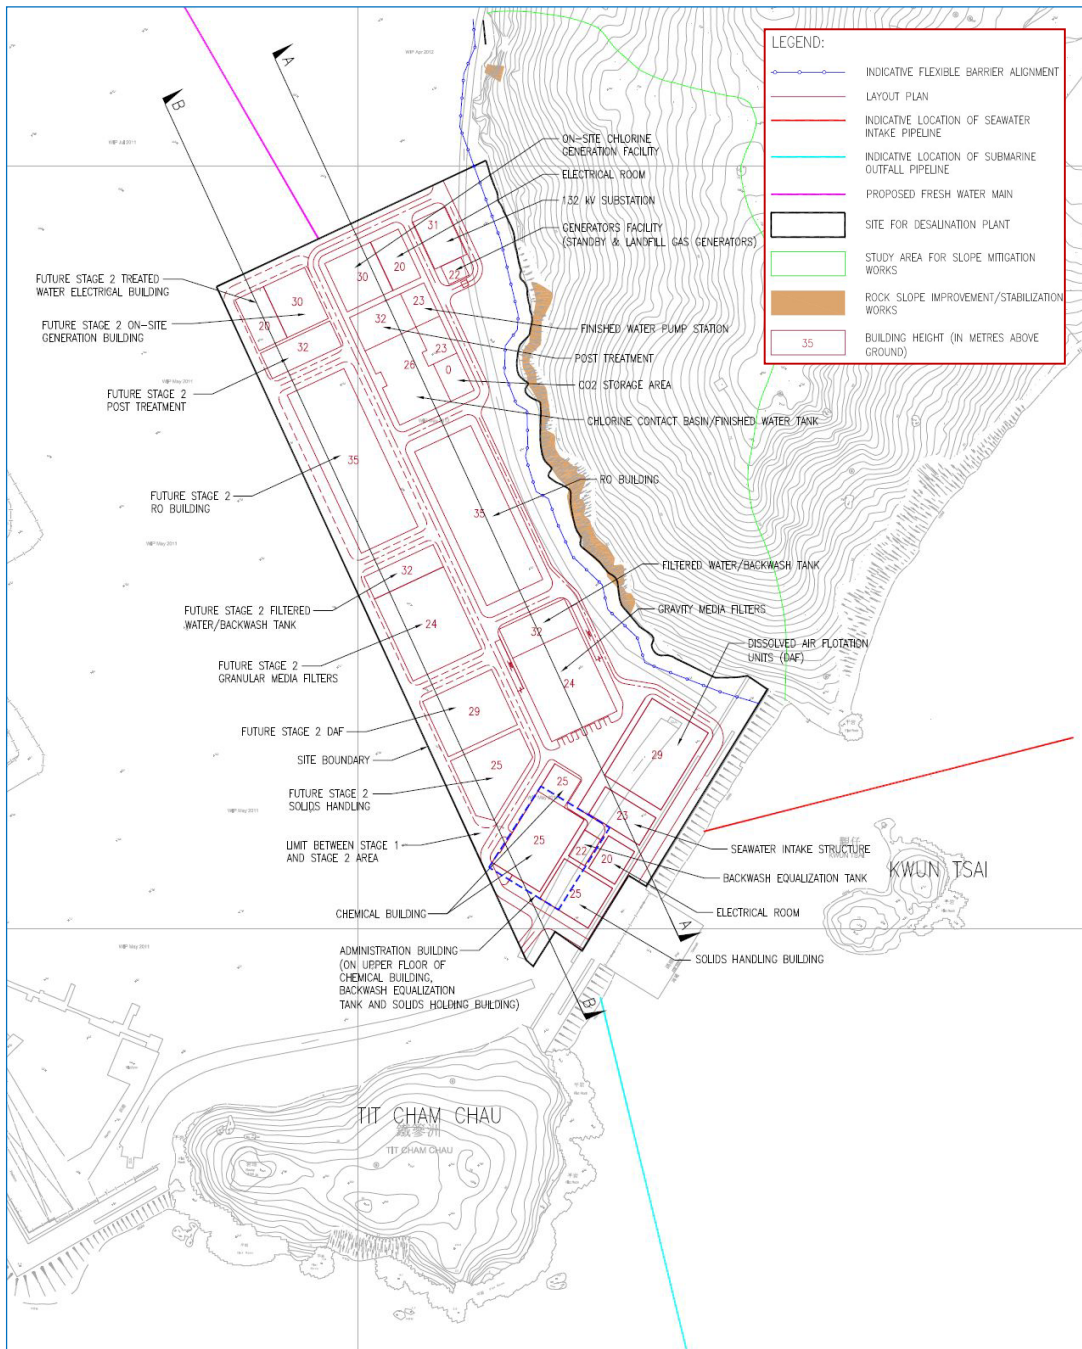 LEGEND:
INDICATIVE FLEXIBLE BARRIER ALIGNMENT
LAYOUT PLAN
INDICATIVE LOCATION OF SEAWATER
INTAKE PIPELINE
INDICATIVE LOCATION OF SUBMARINE
OUTFALL PIPELINE
PROPOSED FRESH WATER MAIN
SITE FOR DESALINATION PLANT
STUDY AREA FOR SLOPE MITIGATION
WORKS
ROCK SLOPE IMPROVEMENT/STABILIZATION
WORKS
35
BUILDING HEIGHT (IN METRES ABOVE
GROUND)
A
B
ON-SITE CHLORINE
GENERATION FACILITY
ELECTRICAL ROOM
132 kV SUBSTATION
GENERATORS FACILITY
(STANDBY & LANDFILL GAS GENERATORS)
FINISHED WATER PUMP STATION
POST TREATMENT
CO2 STORAGE AREA
CHLORINE CONTACT BASIN/FINISHED WATER TANK
RO BUILDING
FILTERED WATER/BACKWASH TANK
GRAVITY MEDIA FILTERS
DISSOLVED AIR FLOTATION
UNITS (DAF)
SEAWATER INTAKE STRUCTURE
BACKWASH EQUALIZATION TANK
ELECTRICAL ROOM
SOLIDS HANDLING BUILDING
FUTURE STAGE 2 TREATED
WATER ELECTRICAL BUILDING
FUTURE STAGE 2 ON-SITE
GENERATION BUILDING
FUTURE STAGE 2
POST TREATMENT
FUTURE STAGE 2
RO BUILDING
FUTURE STAGE 2 FILTERED
WATER/BACKWASH TANK
FUTURE STAGE 2
GRANULAR MEDIA FILTERS
FUTURE STAGE 2 DAF
SITE BOUNDARY
FUTURE STAGE 2
SOLIDS HANDLING
LIMIT BETWEEN STAGE 1
AND STAGE 2 AREA
CHEMICAL BUILDING
ADMINISTRATION BUILDING
(ON UPPER FLOOR OF
CHEMICAL BUILDING,
BACKWASH EQUALIZATION
TANK AND SOLIDS HOLDING BUILDING)
31
30
20
22
23
32
26
23
0
30
20
32
35
35
32
24
32
24
29
25
29
25
25
23
22
20
25
A
B
KWUN TSAI
TIT CHAM CHAU
鐵篸洲
TIT CHAM CHAU